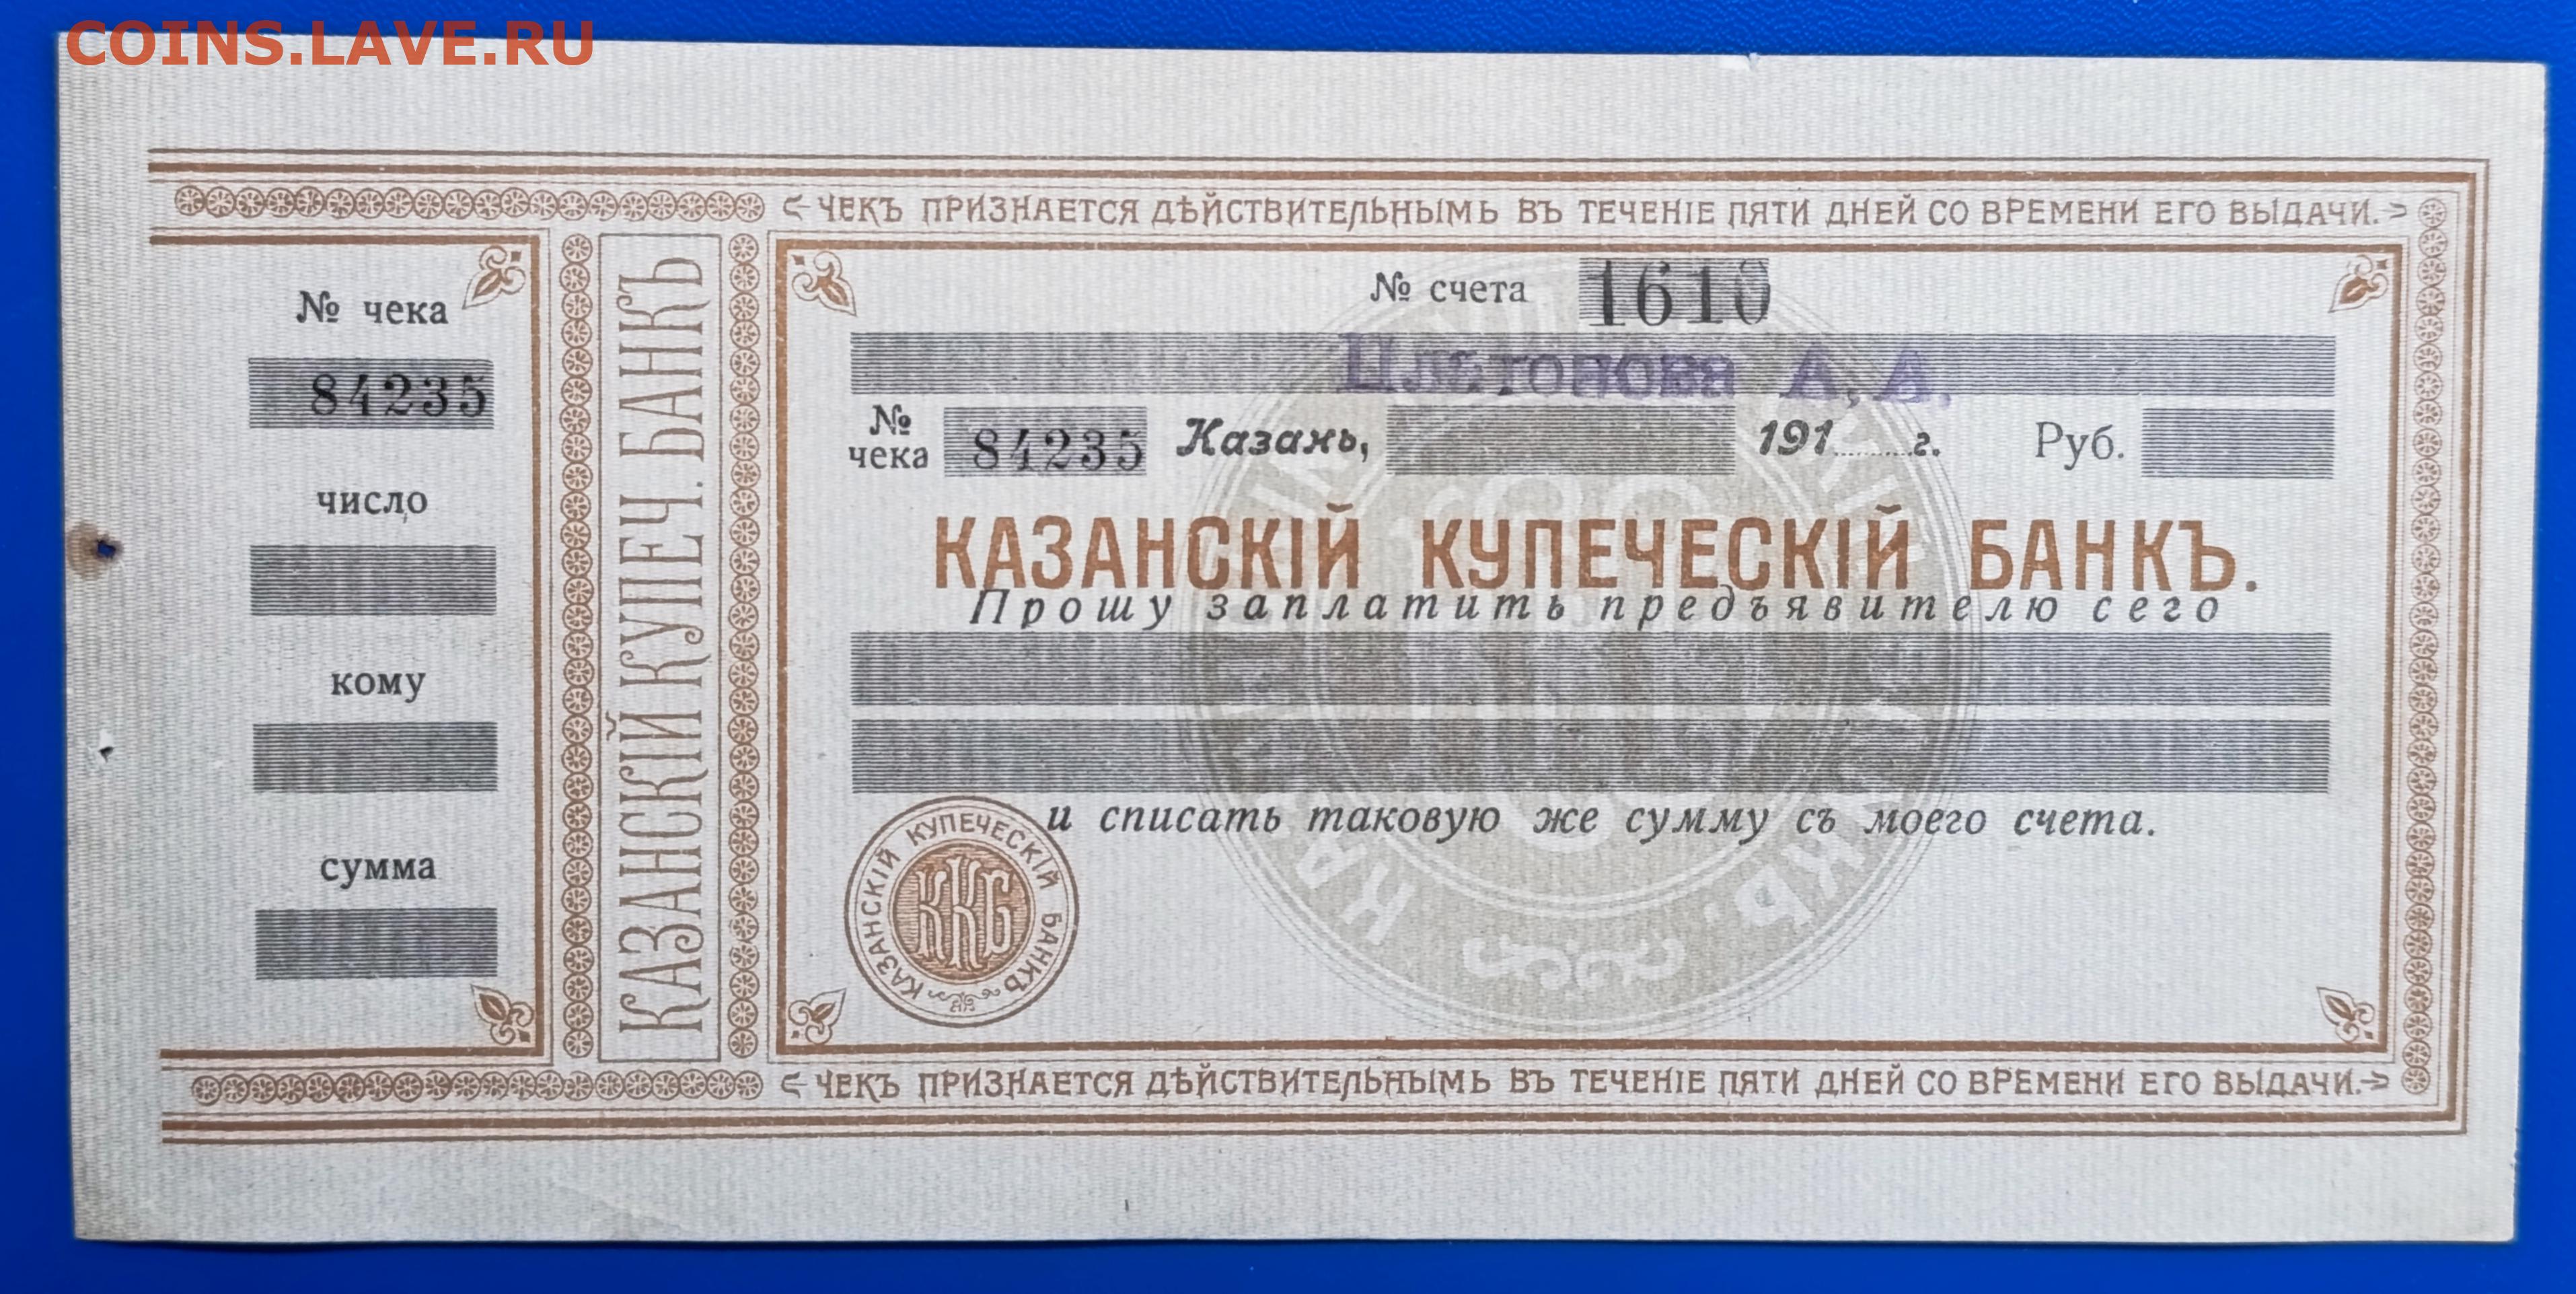 COINS.LAVE.RU
ЧЕКЪ ПРИЗНАЕТСЯ ДѢЙСТВИТЕЛЬНЫМЪ ВЪ ТЕЧЕНІЕ ПЯТИ ДНЕЙ СО ВРЕМЕНИ ЕГО ВЫДАЧИ.
№ чека
84235
число
кому
сумма
КАЗАНСКІЙ КУПЕЧ. БАНКЪ
№ счета 1610
Платонова А. А.
№ чека 84235 Казань, 191 г. Руб.
КАЗАНСКІЙ КУПЕЧЕСКІЙ БАНКЪ.
Прошу заплатить предъявителю сего
и списать таковую же сумму съ моего счета.
КАЗАНСКІЙ КУПЕЧЕСКІЙ БАНКЪ
ККБ
ЧЕКЪ ПРИЗНАЕТСЯ ДѢЙСТВИТЕЛЬНЫМЪ ВЪ ТЕЧЕНІЕ ПЯТИ ДНЕЙ СО ВРЕМЕНИ ЕГО ВЫДАЧИ.